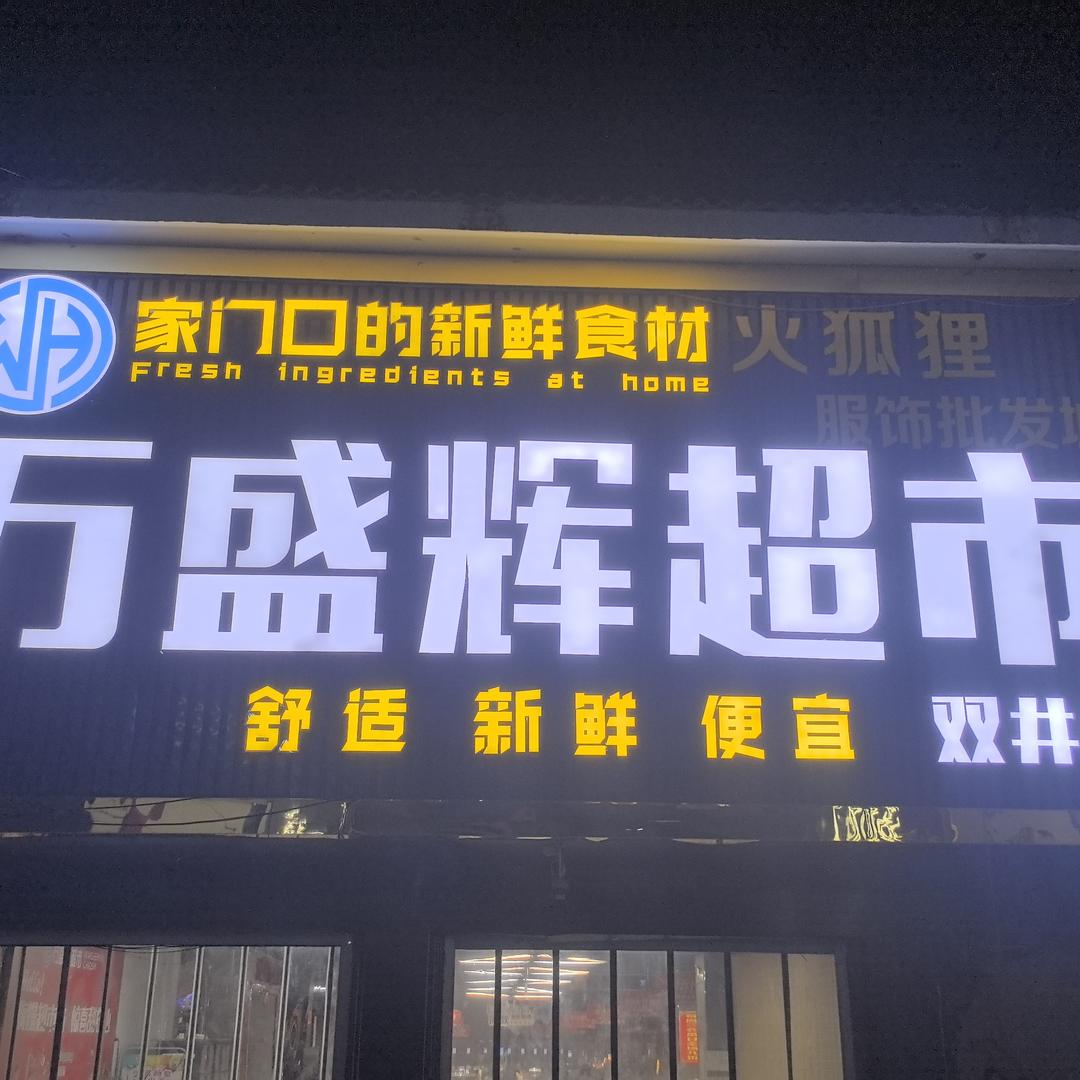 家门口的新鲜食材
Fresh ingredients at home
火狐狸
服饰批发
万盛辉超市
舒适 新鲜 便宜 双井